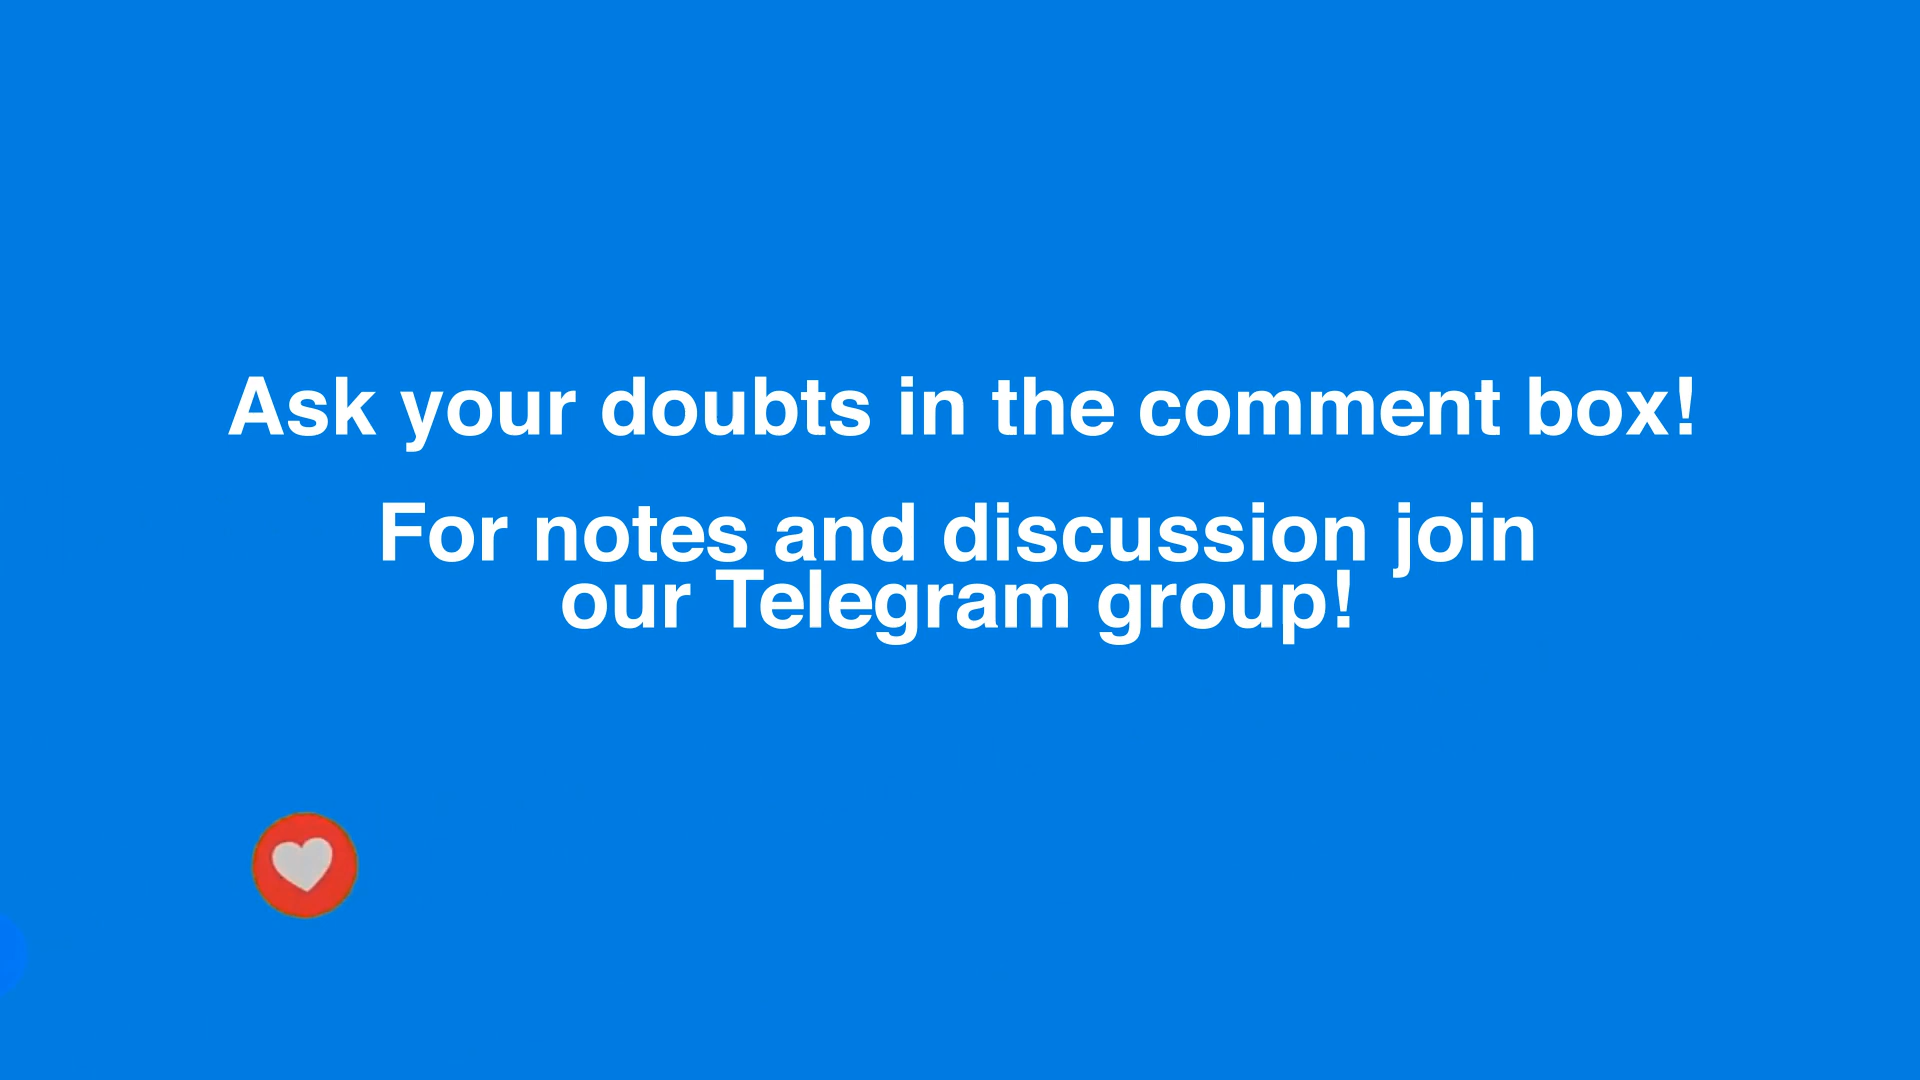 Ask your doubts in the comment box!
For notes and discussion join
our Telegram group!